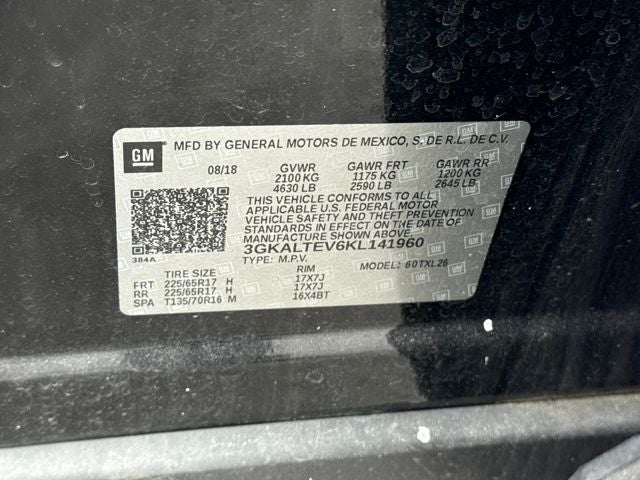 GM
MFD BY GENERAL MOTORS DE MEXICO, S. DE R.L. DE C.V.
08/18 GVWR GAWR FRT GAWR RR
2100 KG 1175 KG 1200 KG
4630 LB 2590 LB 2645 LB
THIS VEHICLE CONFORMS TO ALL
APPLICABLE U.S. FEDERAL MOTOR
VEHICLE SAFETY AND THEFT PREVENTION
STANDARDS IN EFFECT ON THE DATE OF
MANUFACTURE SHOWN ABOVE.
3GKALTEV6KL141960
384A TYPE: M.P.V. MODEL: 60TXL26
TIRE SIZE RIM
FRT 225/65R17 H 17X7J
RR 225/65R17 H 17X7J
SPA T135/70R16 M 16X4BT